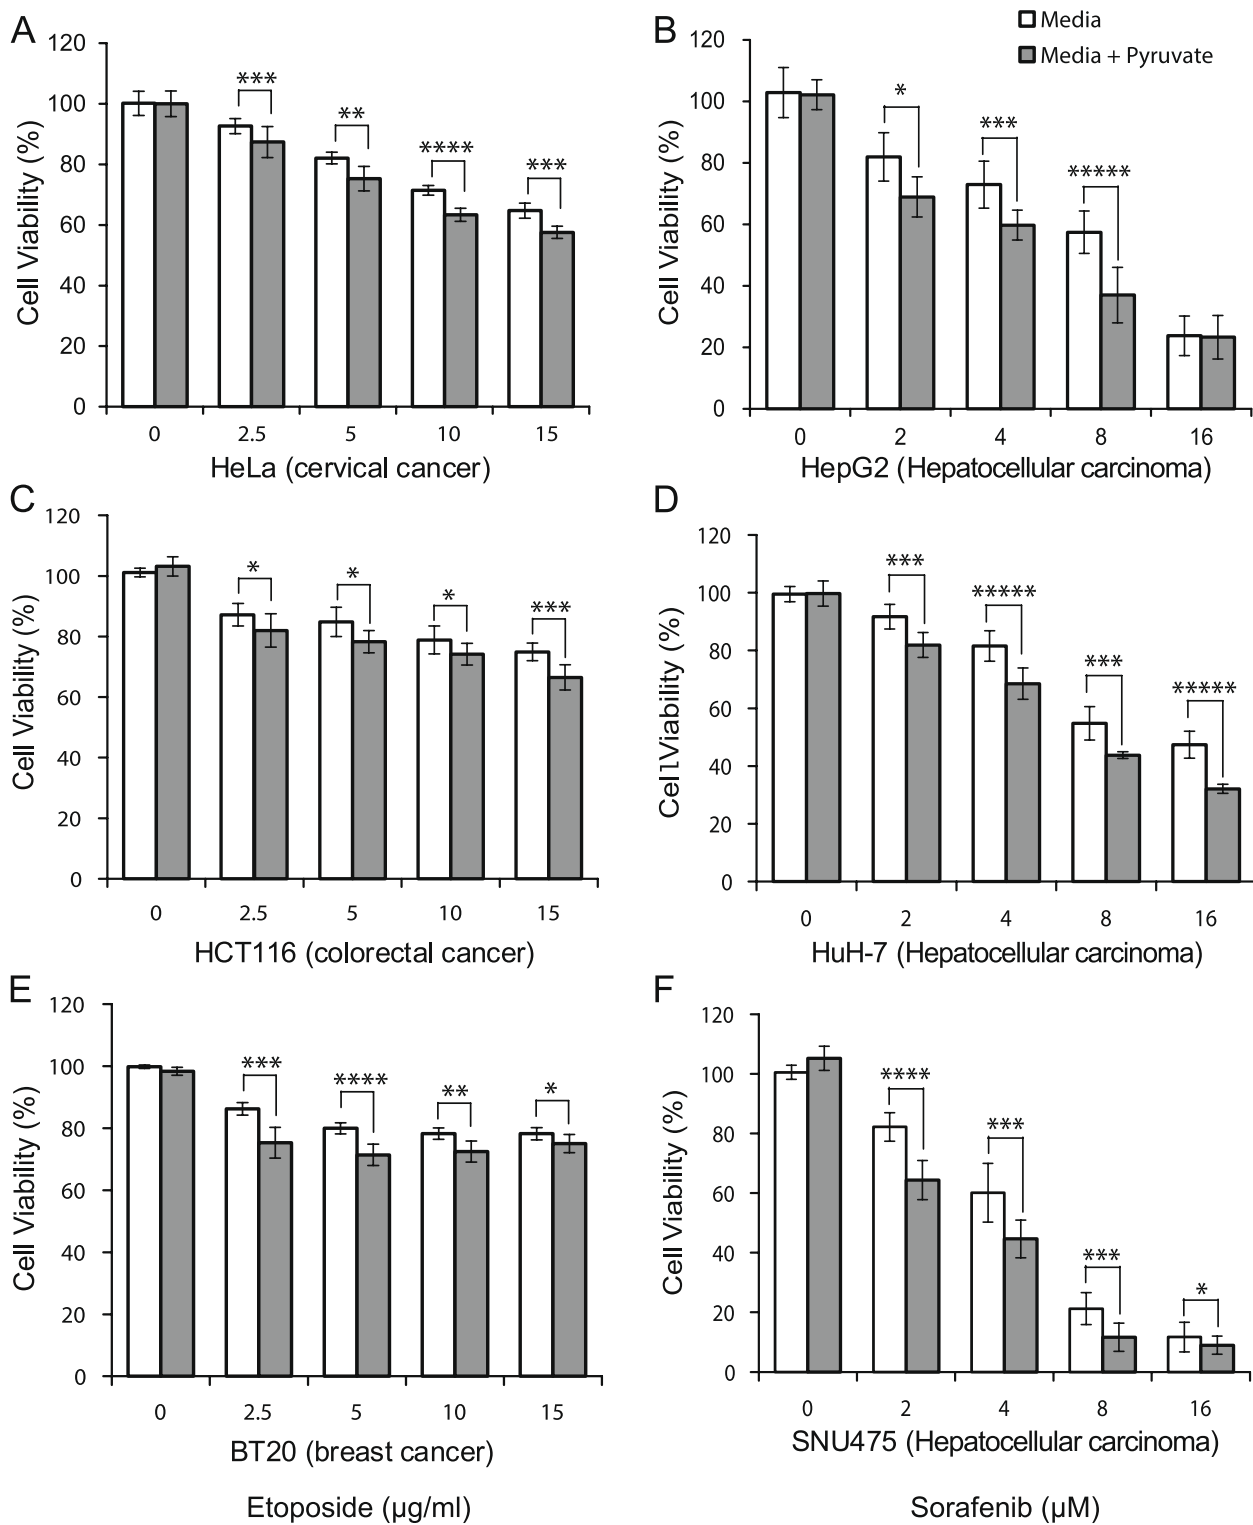 A
120
100
80
60
40
20
0
Cell Viability (%)
***
**
****
***
0 2.5 5 10 15
HeLa (cervical cancer)
B
Media
Media + Pyruvate
120
100
80
60
40
20
0
Cell Viability (%)
*
***
*****
0 2 4 8 16
HepG2 (Hepatocellular carcinoma)
C
120
100
80
60
40
20
0
Cell Viability (%)
*
*
*
***
0 2.5 5 10 15
HCT116 (colorectal cancer)
D
120
100
80
60
40
20
0
Cell Viability (%)
***
*****
***
*****
0 2 4 8 16
HuH-7 (Hepatocellular carcinoma)
E
120
100
80
60
40
20
0
Cell Viability (%)
***
****
**
*
0 2.5 5 10 15
BT20 (breast cancer)
Etoposide (µg/ml)
F
120
100
80
60
40
20
0
Cell Viability (%)
****
***
***
*
0 2 4 8 16
SNU475 (Hepatocellular carcinoma)
Sorafenib (µM)